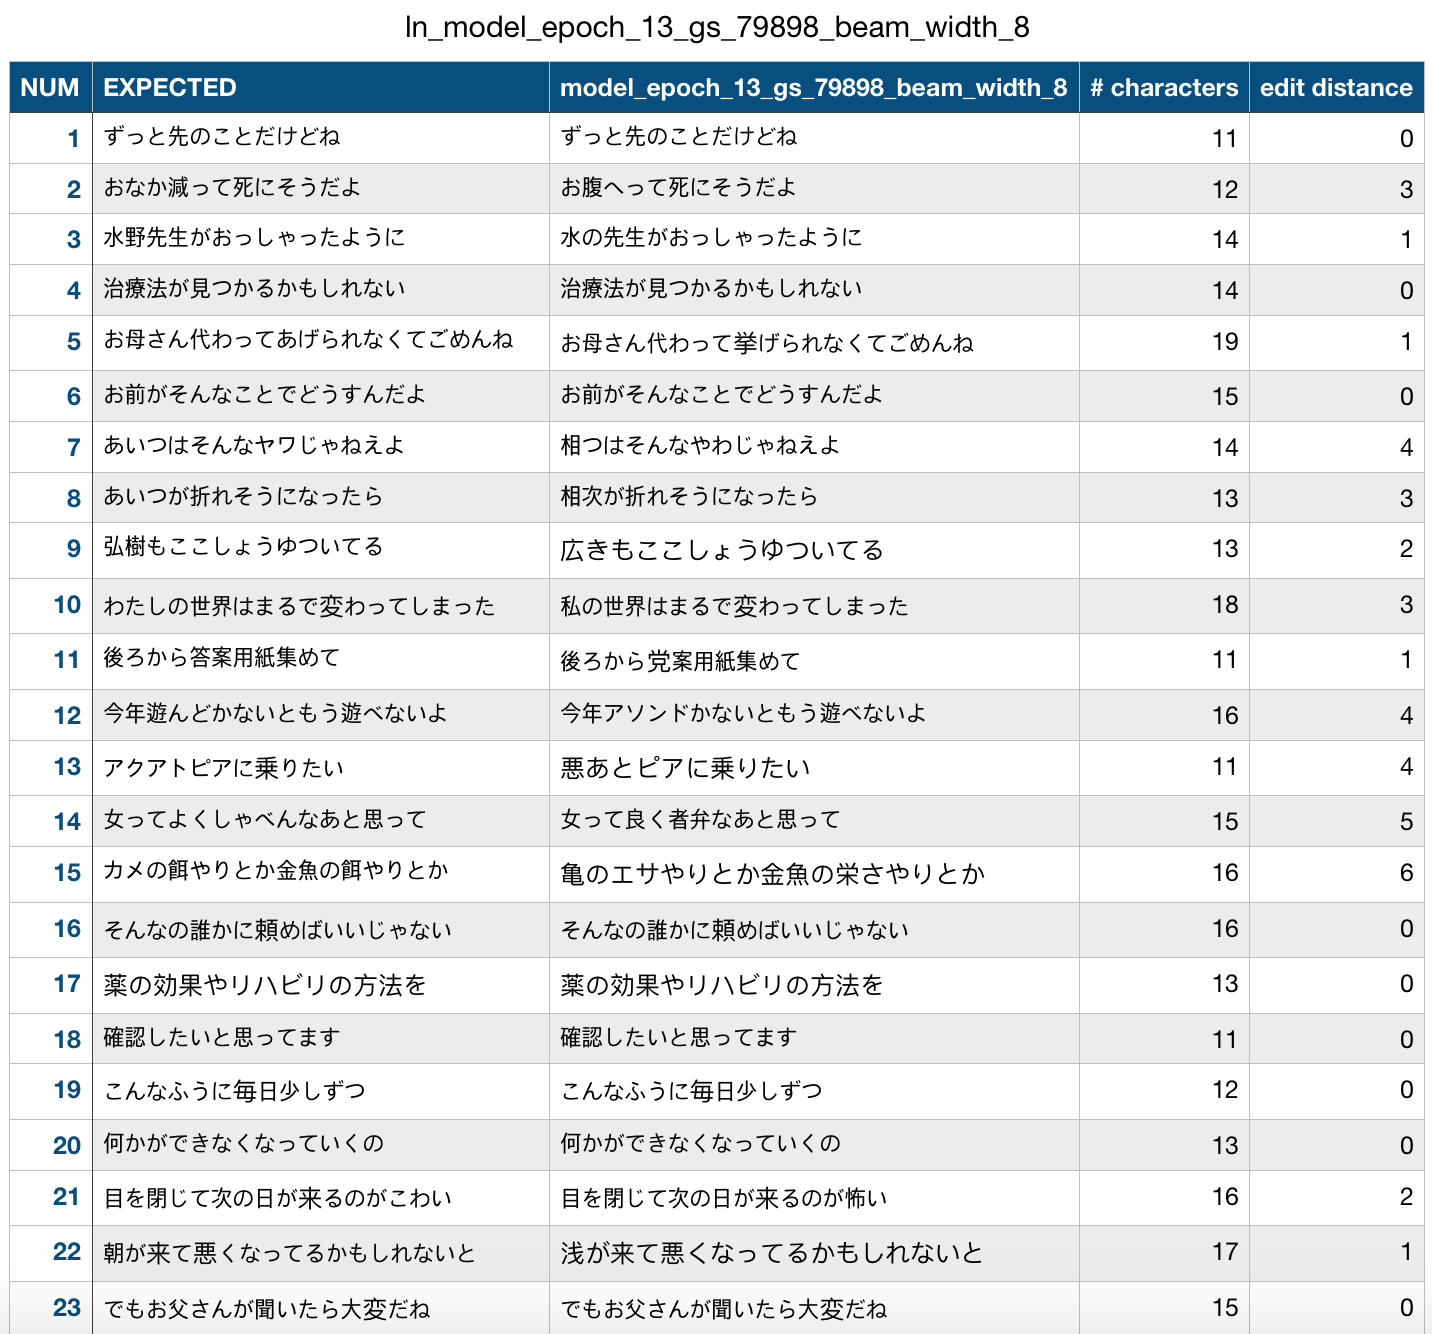 ln_model_epoch_13_gs_79898_beam_width_8
NUM EXPECTED model_epoch_13_gs_79898_beam_width_8 # characters edit distance
1 ずっと先のことだけどね ずっと先のことだけどね 11 0
2 おなか減って死にそうだよ お腹へって死にそうだよ 12 3
3 水野先生がおっしゃったように 水の先生がおっしゃったように 14 1
4 治療法が見つかるかもしれない 治療法が見つかるかもしれない 14 0
5 お母さん代わってあげられなくてごめんね お母さん代わって挙げられなくてごめんね 19 1
6 お前がそんなことでどうすんだよ お前がそんなことでどうすんだよ 15 0
7 あいつはそんなヤワじゃねえよ 相つはそんなやわじゃねえよ 14 4
8 あいつが折れそうになったら 相次が折れそうになったら 13 3
9 弘樹もここしょうゆついてる 広きもここしょうゆついてる 13 2
10 わたしの世界はまるで変わってしまった 私の世界はまるで変わってしまった 18 3
11 後ろから答案用紙集めて 後ろから党案用紙集めて 11 1
12 今年遊んどかないともう遊べないよ 今年アソンドかないともう遊べないよ 16 4
13 アクアトピアに乗りたい 悪あとピアに乗りたい 11 4
14 女ってよくしゃべんなあと思って 女って良く者弁なあと思って 15 5
15 カメの餌やりとか金魚の餌やりとか 亀のエサやりとか金魚の栄さやりとか 16 6
16 そんなの誰かに頼めばいいじゃない そんなの誰かに頼めばいいじゃない 16 0
17 薬の効果やリハビリの方法を 薬の効果やリハビリの方法を 13 0
18 確認したいと思ってます 確認したいと思ってます 11 0
19 こんなふうに毎日少しずつ こんなふうに毎日少しずつ 12 0
20 何かができなくなっていくの 何かができなくなっていくの 13 0
21 目を閉じて次の日が来るのがこわい 目を閉じて次の日が来るのが怖い 16 2
22 朝が来て悪くなってるかもしれないと 浅が来て悪くなってるかもしれないと 17 1
23 でもお父さんが聞いたら大変だね でもお父さんが聞いたら大変だね 15 0